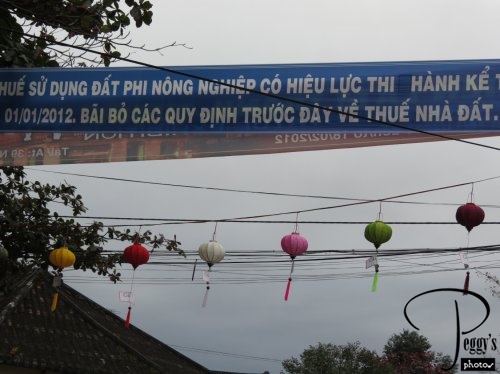 HUẾ SỬ DỤNG ĐẤT PHI NÔNG NGHIỆP CÓ HIỆU LỰC THI HÀNH KỂ T
01/01/2012. BÃI BỎ CÁC QUY ĐỊNH TRƯỚC ĐÂY VỀ THUẾ NHÀ ĐẤT.
Peggy's
photos